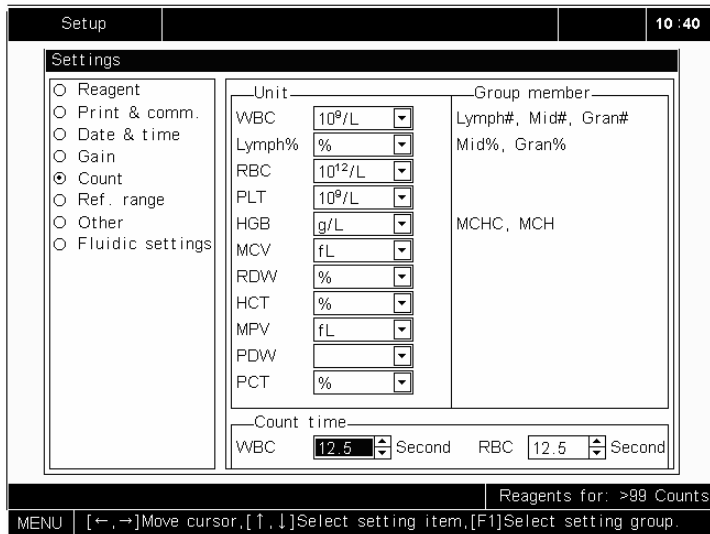 Setup
10:40
Settings
Reagent
Print & comm.
Date & time
Gain
Count
Ref. range
Other
Fluidic settings
Unit
Group member
WBC 10⁹/L Lymph#, Mid#, Gran#
Lymph% % Mid%, Gran%
RBC 10¹²/L
PLT 10⁹/L
HGB g/L MCHC, MCH
MCV fL
RDW %
HCT %
MPV fL
PDW
PCT %
Count time
WBC 12.5 Second RBC 12.5 Second
Reagents for: >99 Counts
MENU [←,→]Move cursor,[↑,↓]Select setting item,[F1]Select setting group.